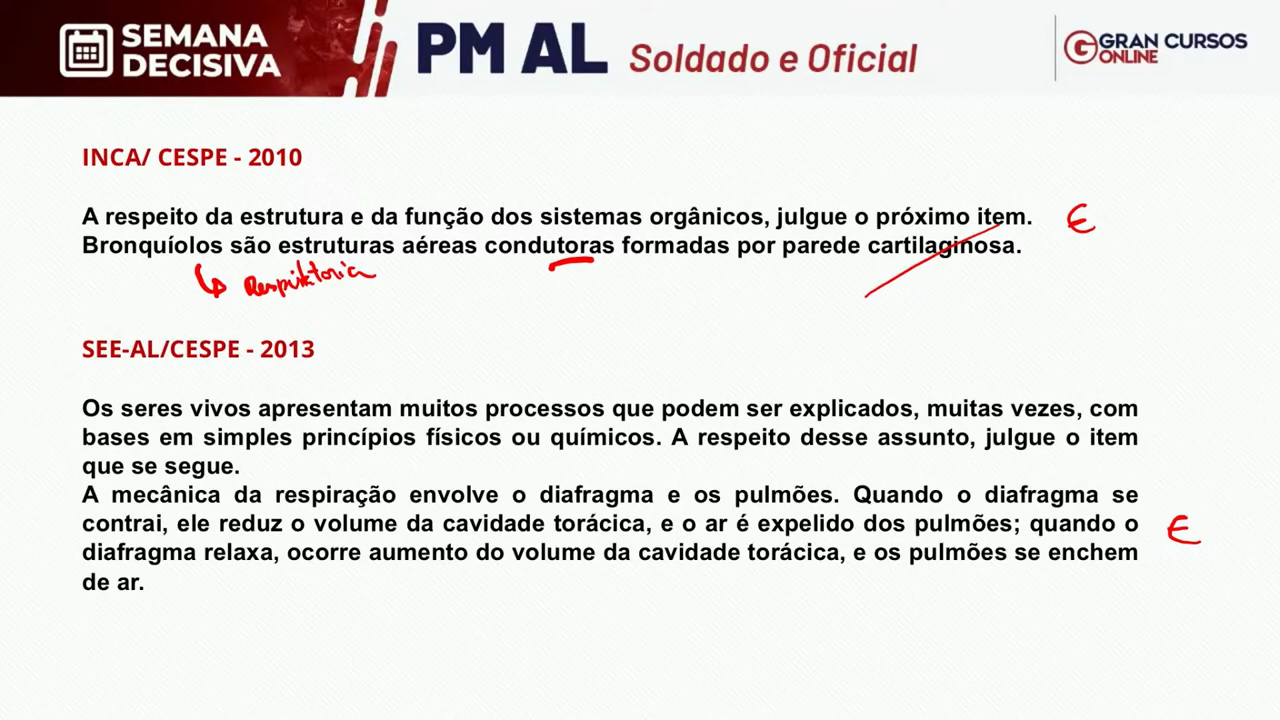 SEMANA
DECISIVA
PM AL Soldado e Oficial
GRAN CURSOS
ONLINE
INCA/ CESPE - 2010
A respeito da estrutura e da função dos sistemas orgânicos, julgue o próximo item. E
Bronquíolos são estruturas aéreas condutoras formadas por parede cartilaginosa.
Respiratoria
SEE-AL/CESPE - 2013
Os seres vivos apresentam muitos processos que podem ser explicados, muitas vezes, com
bases em simples princípios físicos ou químicos. A respeito desse assunto, julgue o item
que se segue.
A mecânica da respiração envolve o diafragma e os pulmões. Quando o diafragma se
contrai, ele reduz o volume da cavidade torácica, e o ar é expelido dos pulmões; quando o E
diafragma relaxa, ocorre aumento do volume da cavidade torácica, e os pulmões se enchem
de ar.